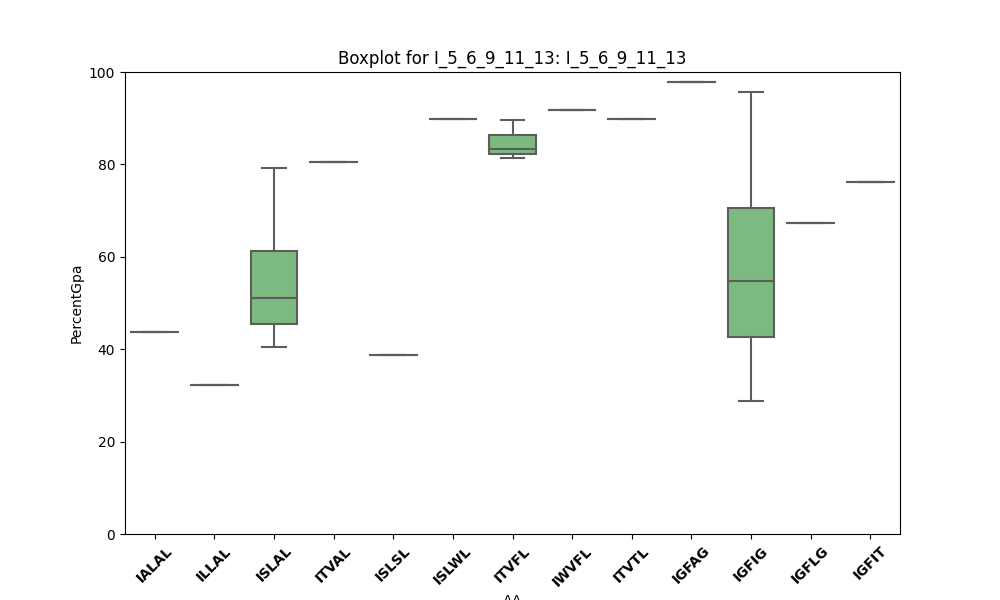 Boxplot for I_5_6_9_11_13: I_5_6_9_11_13
100
80
60
40
20
0
PercentGpa
IALAL
ILLAL
ISLAL
ITVAL
ISLSL
ISLWL
ITVFL
IWVFL
ITVTL
IGFAG
IGFIG
IGFLG
IGFIT
AA